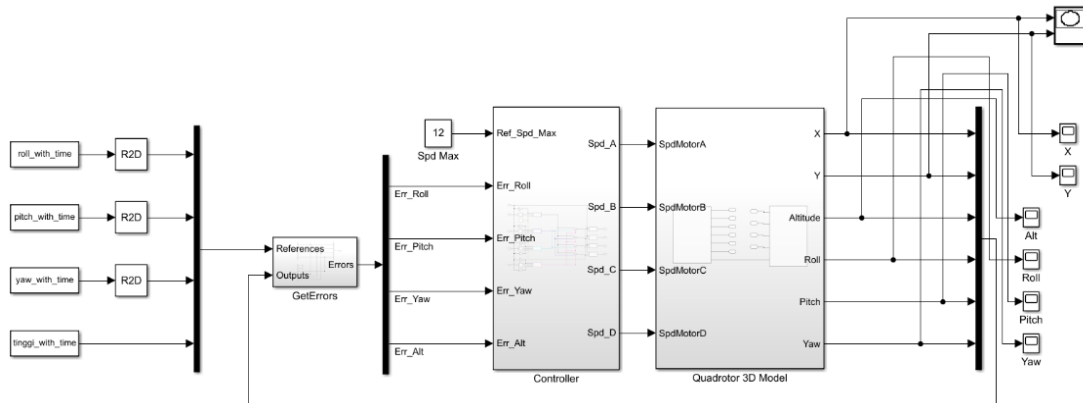 roll_with_time
R2D
pitch_with_time
R2D
yaw_with_time
R2D
tinggi_with_time
References
Outputs
Errors
GetErrors
Err_Roll
Err_Pitch
Err_Yaw
Err_Alt
12
Spd Max
Ref_Spd_Max
Err_Roll
Err_Pitch
Err_Yaw
Err_Alt
Spd_A
Spd_B
Spd_C
Spd_D
Controller
SpdMotorA
SpdMotorB
SpdMotorC
SpdMotorD
X
Y
Altitude
Roll
Pitch
Yaw
Quadrotor 3D Model
X
Y
Alt
Roll
Pitch
Yaw